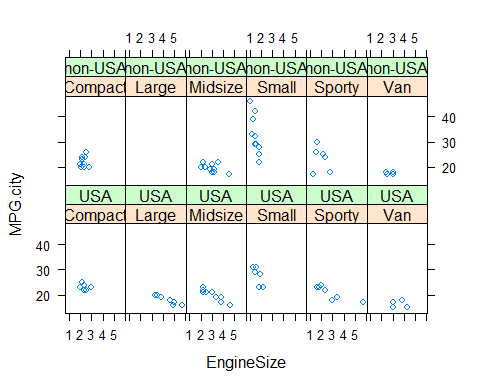 1 2 3 4 5 1 2 3 4 5 1 2 3 4 5
non-USA non-USA non-USA non-USA non-USA non-USA
Compact Large Midsize Small Sporty Van
40
30
20
USA USA USA USA USA USA
Compact Large Midsize Small Sporty Van
40
30
20
1 2 3 4 5 1 2 3 4 5 1 2 3 4 5
MPG.city
EngineSize